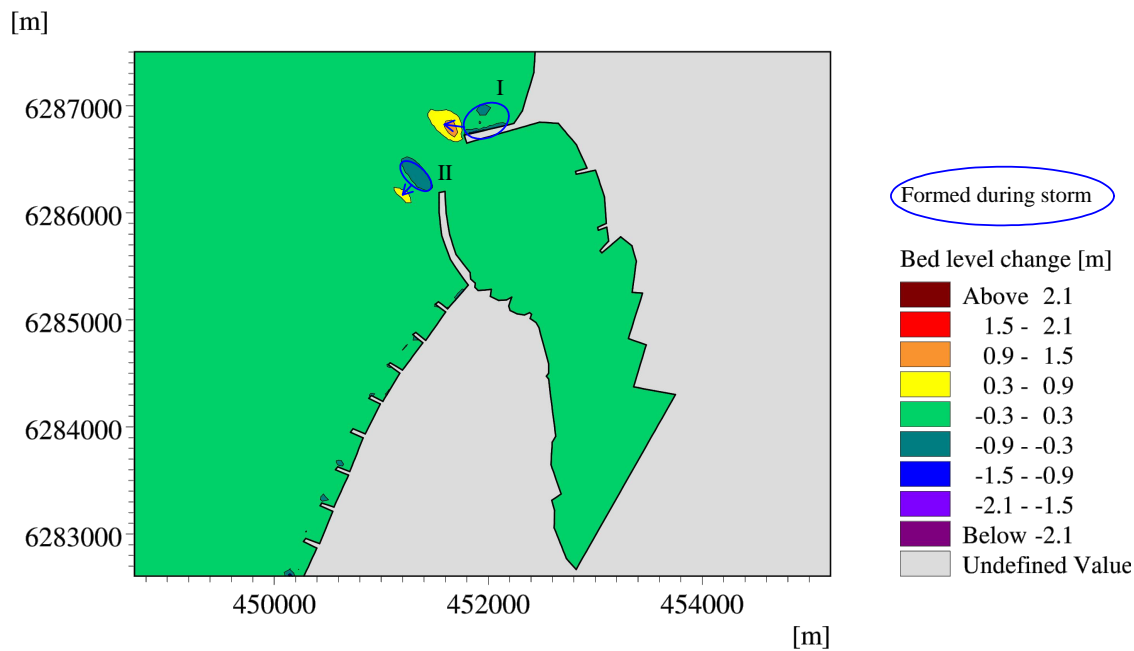 [m]
6287000
6286000
6285000
6284000
6283000
I
II
450000
452000
454000
[m]
Formed during storm
Bed level change [m]
Above 2.1
1.5 - 2.1
0.9 - 1.5
0.3 - 0.9
-0.3 - 0.3
-0.9 - -0.3
-1.5 - -0.9
-2.1 - -1.5
Below -2.1
Undefined Value